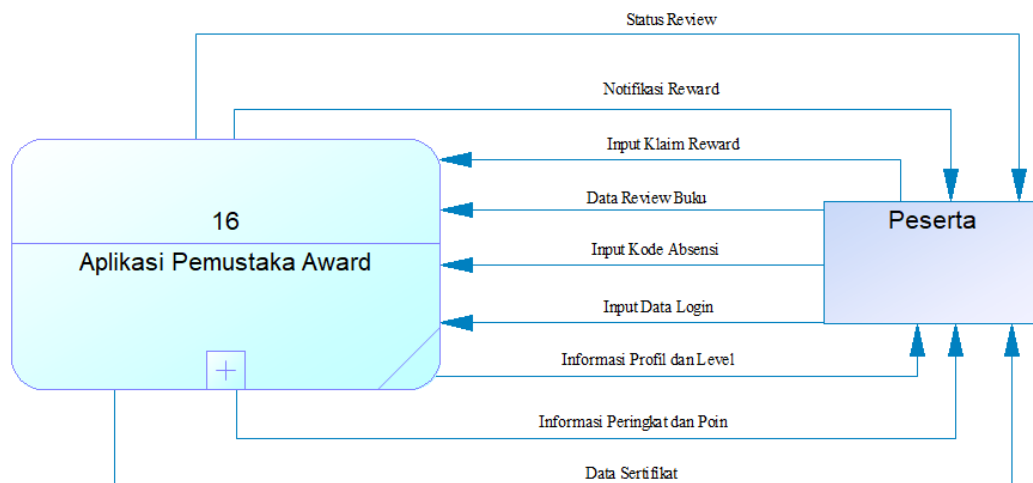 Status Review
Notifikasi Reward
Input Klaim Reward
Data Review Buku
16
Peserta
Aplikasi Pemustaka Award
Input Kode Absensi
Input Data Login
Informasi Profil dan Level
Informasi Peringkat dan Poin
Data Sertifikat